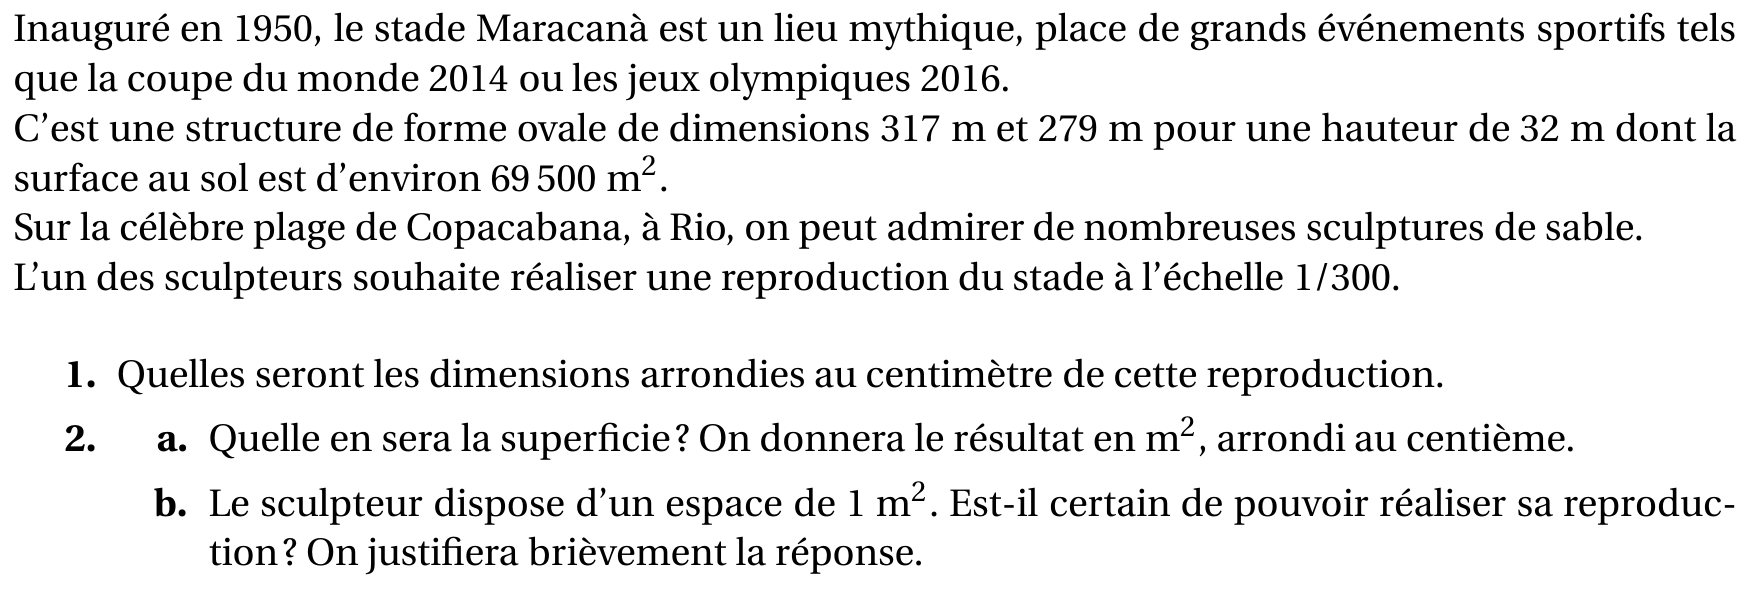 Inauguré en 1950, le stade Maracanà est un lieu mythique, place de grands événements sportifs tels
que la coupe du monde 2014 ou les jeux olympiques 2016.
C’est une structure de forme ovale de dimensions 317 m et 279 m pour une hauteur de 32 m dont la
surface au sol est d’environ 69 500 m².
Sur la célèbre plage de Copacabana, à Rio, on peut admirer de nombreuses sculptures de sable.
L’un des sculpteurs souhaite réaliser une reproduction du stade à l’échelle 1/300.
1. Quelles seront les dimensions arrondies au centimètre de cette reproduction.
2. a. Quelle en sera la superficie ? On donnera le résultat en m², arrondi au centième.
b. Le sculpteur dispose d’un espace de 1 m². Est-il certain de pouvoir réaliser sa reproduc-
tion ? On justifiera brièvement la réponse.